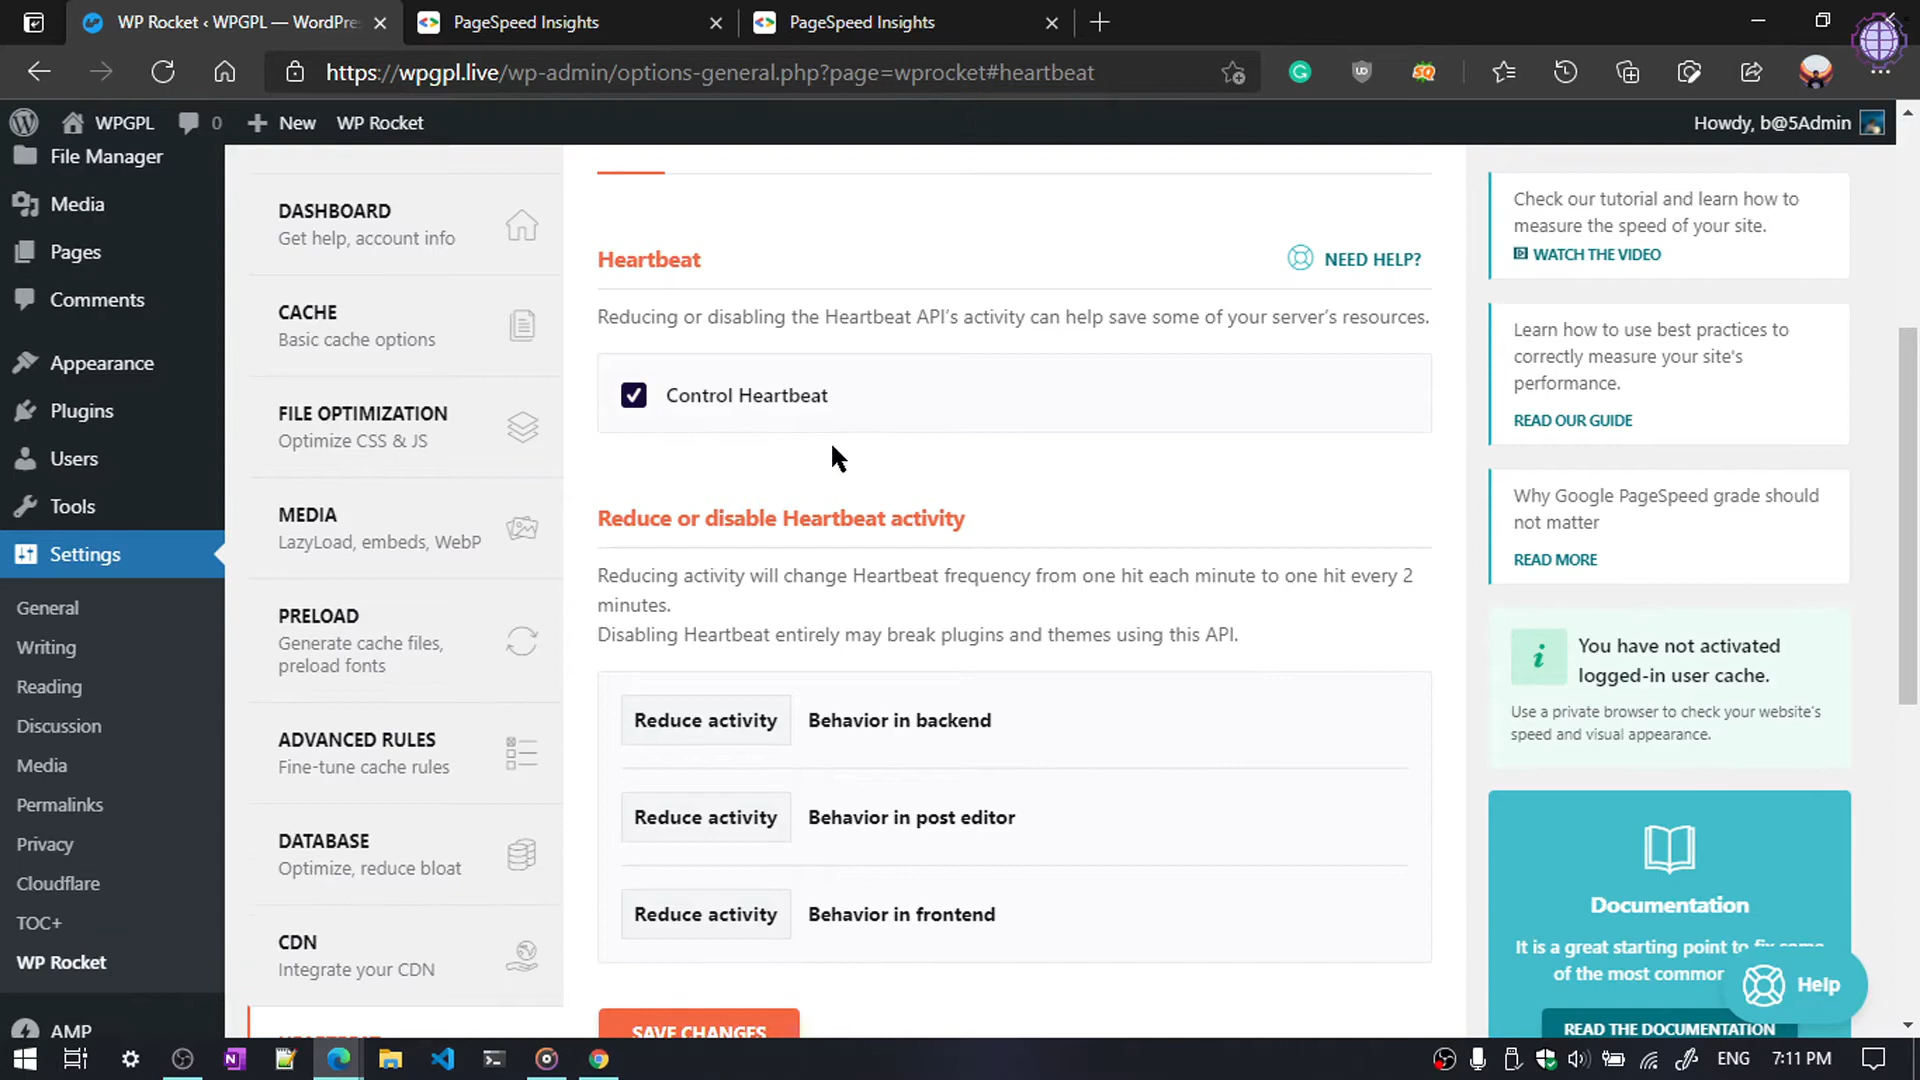 WP Rocket ‹ WPGPL — WordPre
PageSpeed Insights
PageSpeed Insights
https://wpgpl.live/wp-admin/options-general.php?page=wprocket#heartbeat
WPGPL
0
New
WP Rocket
Howdy, b@5Admin
File Manager
Media
Pages
Comments
Appearance
Plugins
Users
Tools
Settings
General
Writing
Reading
Discussion
Media
Permalinks
Privacy
Cloudflare
TOC+
WP Rocket
AMP
DASHBOARD
Get help, account info
CACHE
Basic cache options
FILE OPTIMIZATION
Optimize CSS & JS
MEDIA
LazyLoad, embeds, WebP
PRELOAD
Generate cache files,
preload fonts
ADVANCED RULES
Fine-tune cache rules
DATABASE
Optimize, reduce bloat
CDN
Integrate your CDN
Heartbeat
NEED HELP?
Reducing or disabling the Heartbeat API's activity can help save some of your server's resources.
Control Heartbeat
Reduce or disable Heartbeat activity
Reducing activity will change Heartbeat frequency from one hit each minute to one hit every 2
minutes.
Disabling Heartbeat entirely may break plugins and themes using this API.
Reduce activity
Behavior in backend
Reduce activity
Behavior in post editor
Reduce activity
Behavior in frontend
SAVE CHANGES
Check our tutorial and learn how to
measure the speed of your site.
WATCH THE VIDEO
Learn how to use best practices to
correctly measure your site's
performance.
READ OUR GUIDE
Why Google PageSpeed grade should
not matter
READ MORE
You have not activated
logged-in user cache.
Use a private browser to check your website's
speed and visual appearance.
Documentation
It is a great starting point to fix some
of the most common
Help
READ THE DOCUMENTATION
ENG
7:11 PM